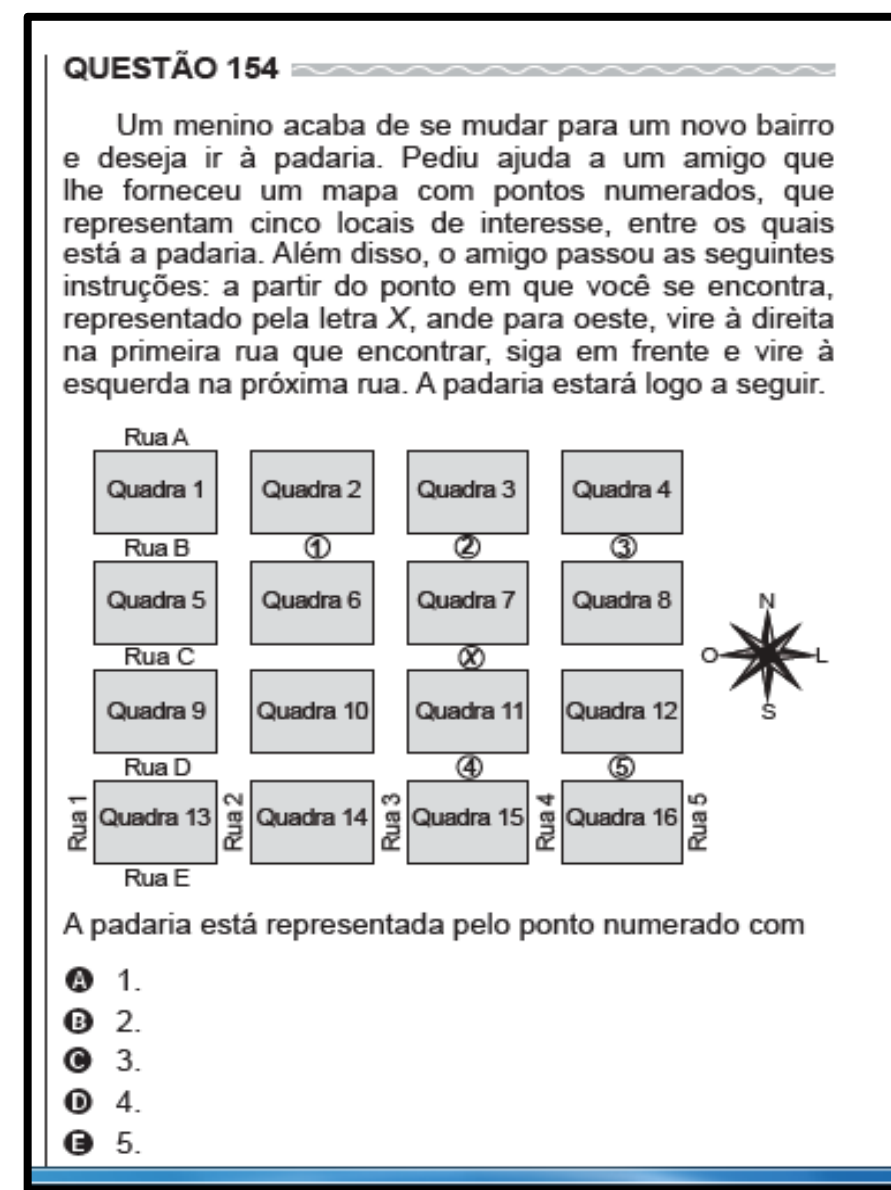 QUESTÃO 154
Um menino acaba de se mudar para um novo bairro
e deseja ir à padaria. Pediu ajuda a um amigo que
lhe forneceu um mapa com pontos numerados, que
representam cinco locais de interesse, entre os quais
está a padaria. Além disso, o amigo passou as seguintes
instruções: a partir do ponto em que você se encontra,
representado pela letra X, ande para oeste, vire à direita
na primeira rua que encontrar, siga em frente e vire à
esquerda na próxima rua. A padaria estará logo a seguir.
Rua A
Quadra 1 Quadra 2 Quadra 3 Quadra 4
Rua B 1 2 3
Quadra 5 Quadra 6 Quadra 7 Quadra 8
N
Rua C X O L
Quadra 9 Quadra 10 Quadra 11 Quadra 12
S
Rua D 4 5
Rua 1 Quadra 13 Rua 2 Quadra 14 Rua 3 Quadra 15 Rua 4 Quadra 16 Rua 5
Rua E
A padaria está representada pelo ponto numerado com
A 1.
B 2.
C 3.
D 4.
E 5.